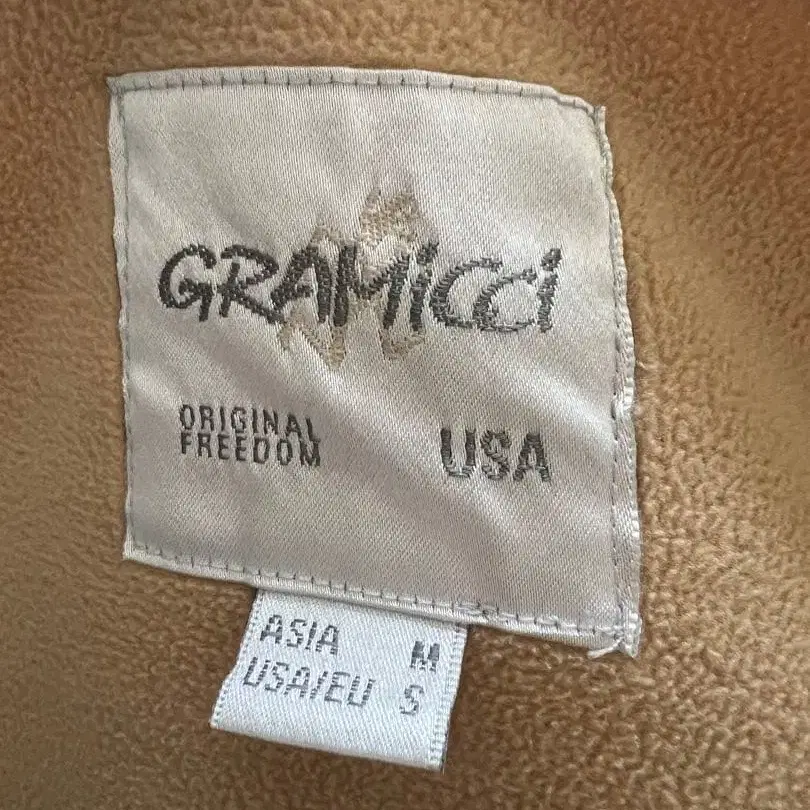 GRAMiCCi
ORIGINAL
FREEDOM
USA
ASIA M
USA/EU S